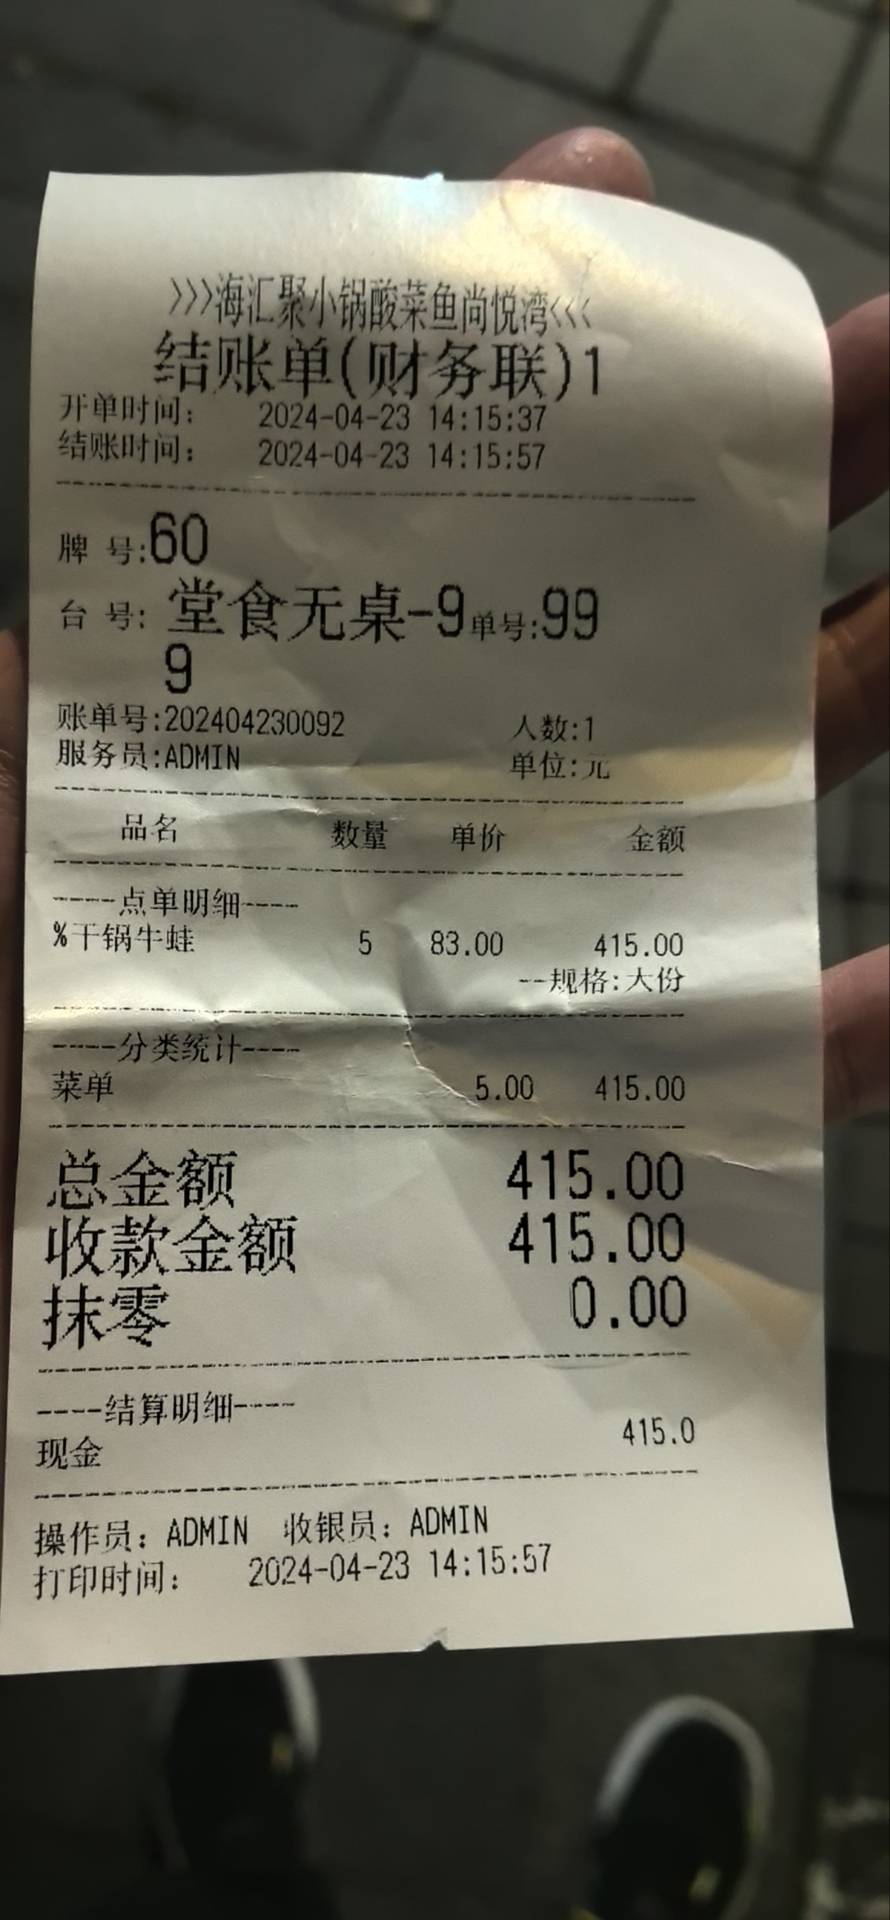 >>>海汇聚小锅酸菜鱼尚悦湾<<<
结账单(财务联)1
开单时间: 2024-04-23 14:15:37
结账时间: 2024-04-23 14:15:57
牌 号:60
台 号: 堂食无桌-9 单号:99
9
账单号:202404230092 人数:1
服务员:ADMIN 单位:元
品名 数量 单价 金额
----点单明细----
%干锅牛蛙 5 83.00 415.00
--规格:大份
----分类统计----
菜单 5.00 415.00
总金额 415.00
收款金额 415.00
抹零 0.00
----结算明细----
现金 415.0
操作员: ADMIN 收银员: ADMIN
打印时间: 2024-04-23 14:15:57